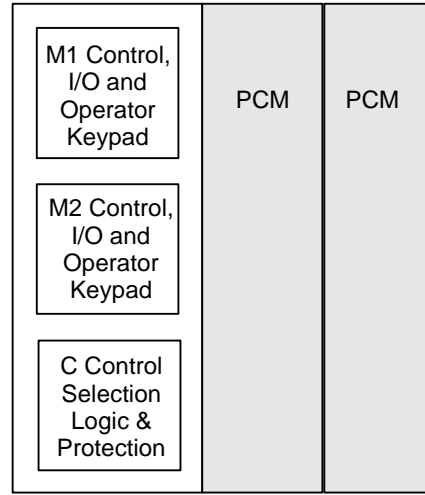 M1 Control,
I/O and
Operator
Keypad
M2 Control,
I/O and
Operator
Keypad
C Control
Selection
Logic &
Protection
PCM
PCM